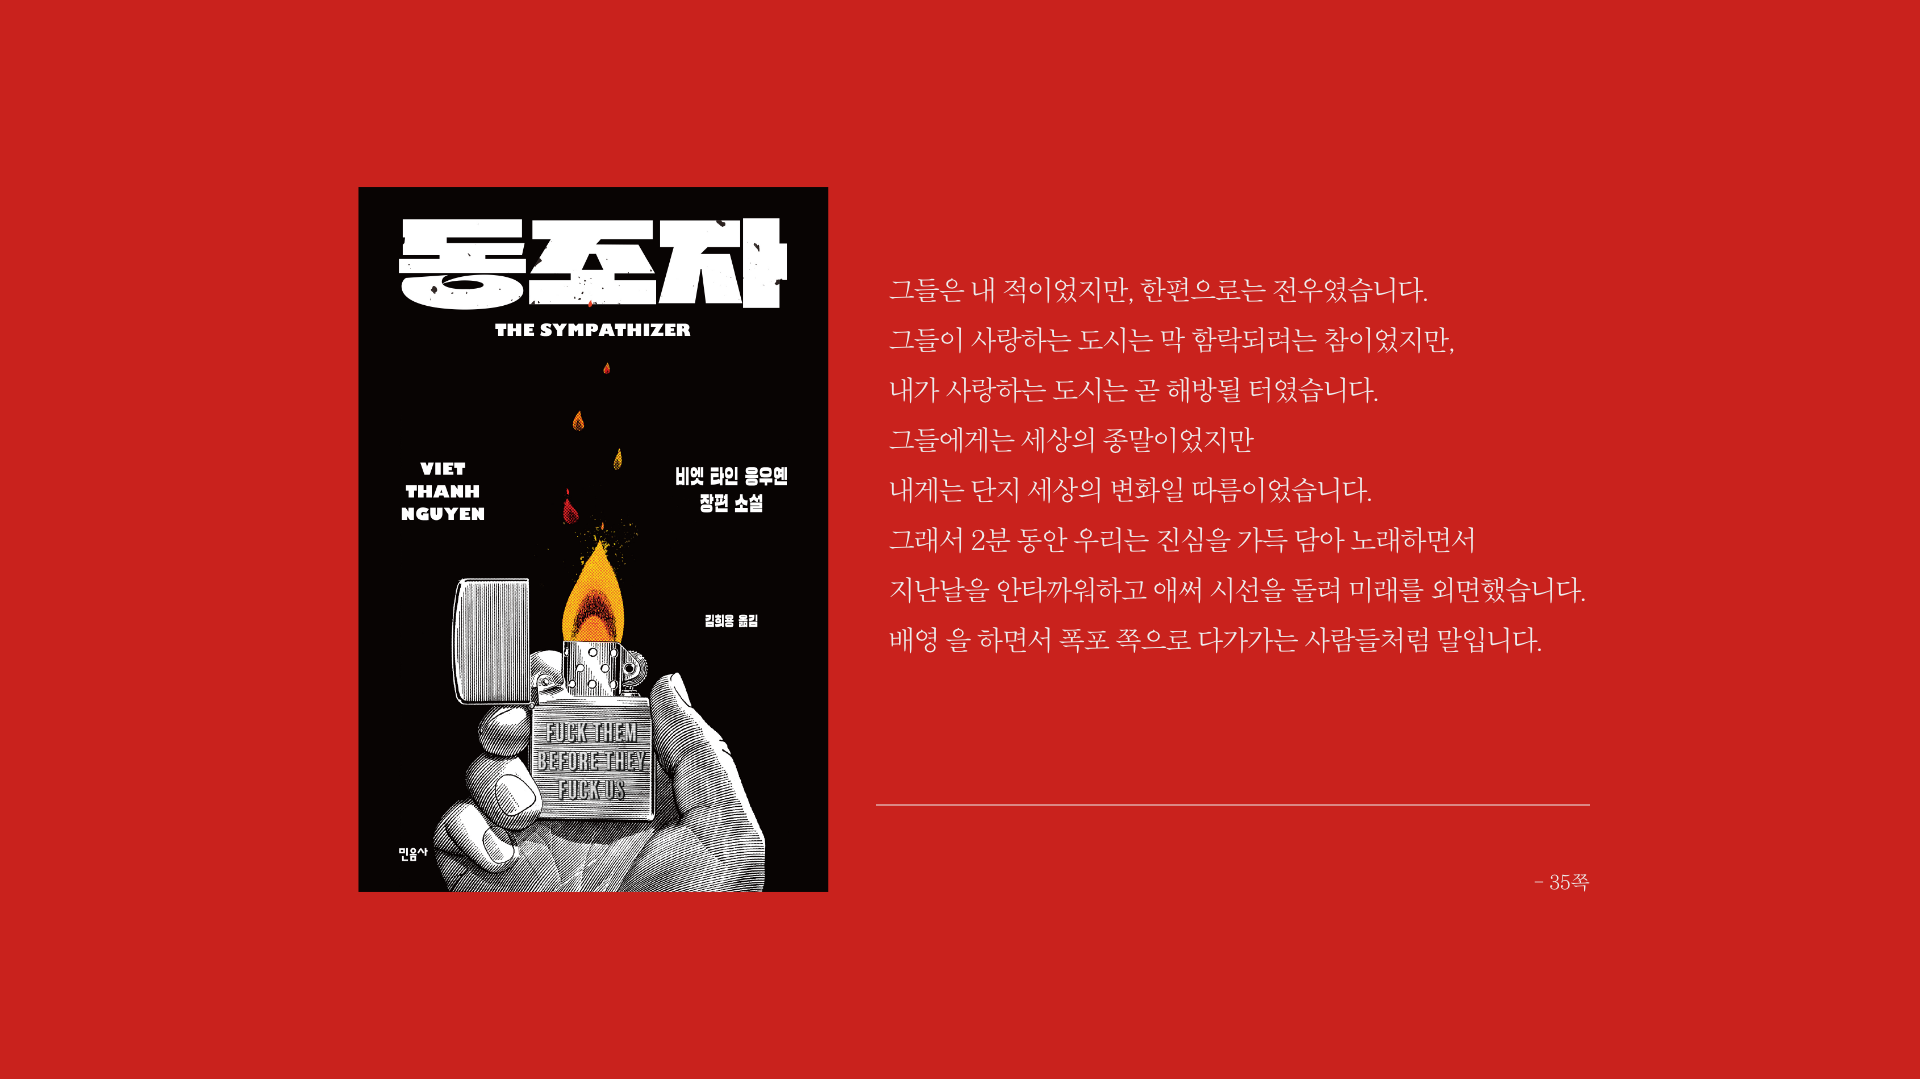 동조자
THE SYMPATHIZER
VIET
THANH
NGUYEN
비엣 타인 응우옌
장편 소설
김희용 옮김
FUCK THEM
BEFORE THEY
FUCK US
민음사
그들은 내 적이었지만, 한편으로는 전우였습니다.
그들이 사랑하는 도시는 막 함락되려는 참이었지만,
내가 사랑하는 도시는 곧 해방될 터였습니다.
그들에게는 세상의 종말이었지만
내게는 단지 세상의 변화일 따름이었습니다.
그래서 2분 동안 우리는 진심을 가득 담아 노래하면서
지난날을 안타까워하고 애써 시선을 돌려 미래를 외면했습니다.
배영 을 하면서 폭포 쪽으로 다가가는 사람들처럼 말입니다.
- 35쪽